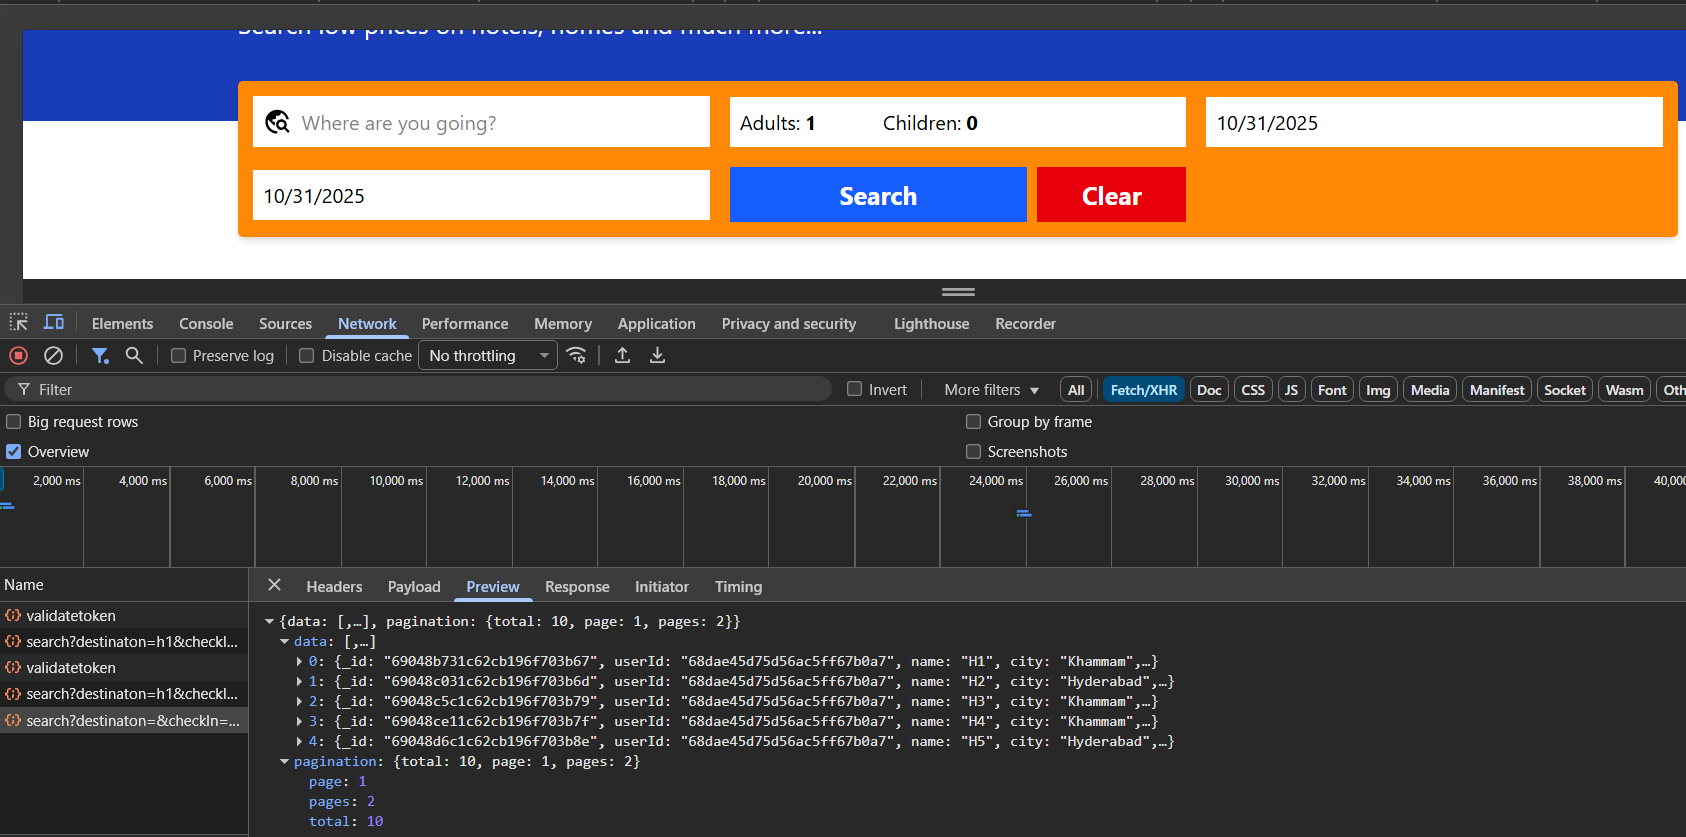 Search low prices on hotels, homes and much more...
Where are you going?
Adults: 1 Children: 0
10/31/2025
10/31/2025
Search
Clear
Elements Console Sources Network Performance Memory Application Privacy and security Lighthouse Recorder
Preserve log Disable cache No throttling
Filter Invert More filters All Fetch/XHR Doc CSS JS Font Img Media Manifest Socket Wasm Oth
Big request rows Group by frame
Overview Screenshots
2,000 ms 4,000 ms 6,000 ms 8,000 ms 10,000 ms 12,000 ms 14,000 ms 16,000 ms 18,000 ms 20,000 ms 22,000 ms 24,000 ms 26,000 ms 28,000 ms 30,000 ms 32,000 ms 34,000 ms 36,000 ms 38,000 ms 40,000
Name
validatetoken
search?destinaton=h1&checkI...
validatetoken
search?destinaton=h1&checkI...
search?destinaton=&checkIn=...
Headers Payload Preview Response Initiator Timing
{data: [,…], pagination: {total: 10, page: 1, pages: 2}}
data: [,…]
0: {_id: "69048b731c62cb196f703b67", userId: "68dae45d75d56ac5ff67b0a7", name: "H1", city: "Khammam",…}
1: {_id: "69048c031c62cb196f703b6d", userId: "68dae45d75d56ac5ff67b0a7", name: "H2", city: "Hyderabad",…}
2: {_id: "69048c5c1c62cb196f703b79", userId: "68dae45d75d56ac5ff67b0a7", name: "H3", city: "Khammam",…}
3: {_id: "69048ce11c62cb196f703b7f", userId: "68dae45d75d56ac5ff67b0a7", name: "H4", city: "Khammam",…}
4: {_id: "69048d6c1c62cb196f703b8e", userId: "68dae45d75d56ac5ff67b0a7", name: "H5", city: "Hyderabad",…}
pagination: {total: 10, page: 1, pages: 2}
page: 1
pages: 2
total: 10